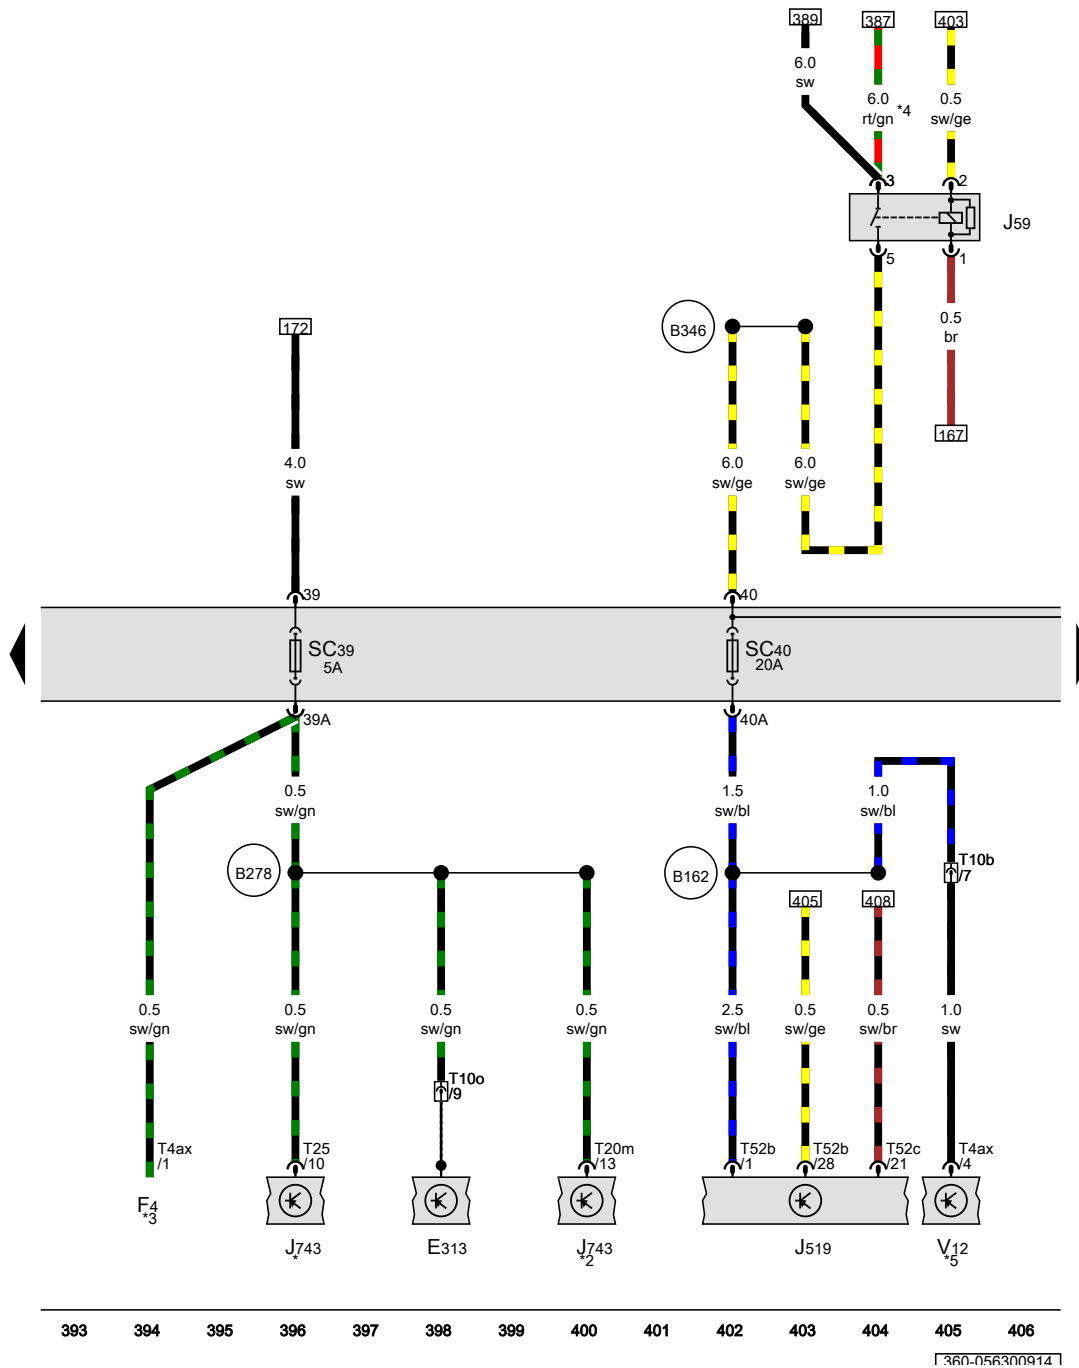 389
387
403
6.0
sw
6.0
rt/gn
*4
0.5
sw/ge
3
2
J59
5
1
172
B346
0.5
br
167
4.0
sw
6.0
sw/ge
6.0
sw/ge
39
40
SC39
5A
SC40
20A
39A
40A
0.5
sw/gn
1.5
sw/bl
1.0
sw/bl
B278
B162
T10b
/7
405
408
0.5
sw/gn
0.5
sw/gn
0.5
sw/gn
0.5
sw/gn
2.5
sw/bl
0.5
sw/ge
0.5
sw/br
1.0
sw
T10o
/9
T4ax
/1
T25
/10
T20m
/13
T52b
/1
T52b
/28
T52c
/21
T4ax
/4
F4
*3
J743
*
E313
J743
*2
J519
V12
*5
393 394 395 396 397 398 399 400 401 402 403 404 405 406
360-056300914